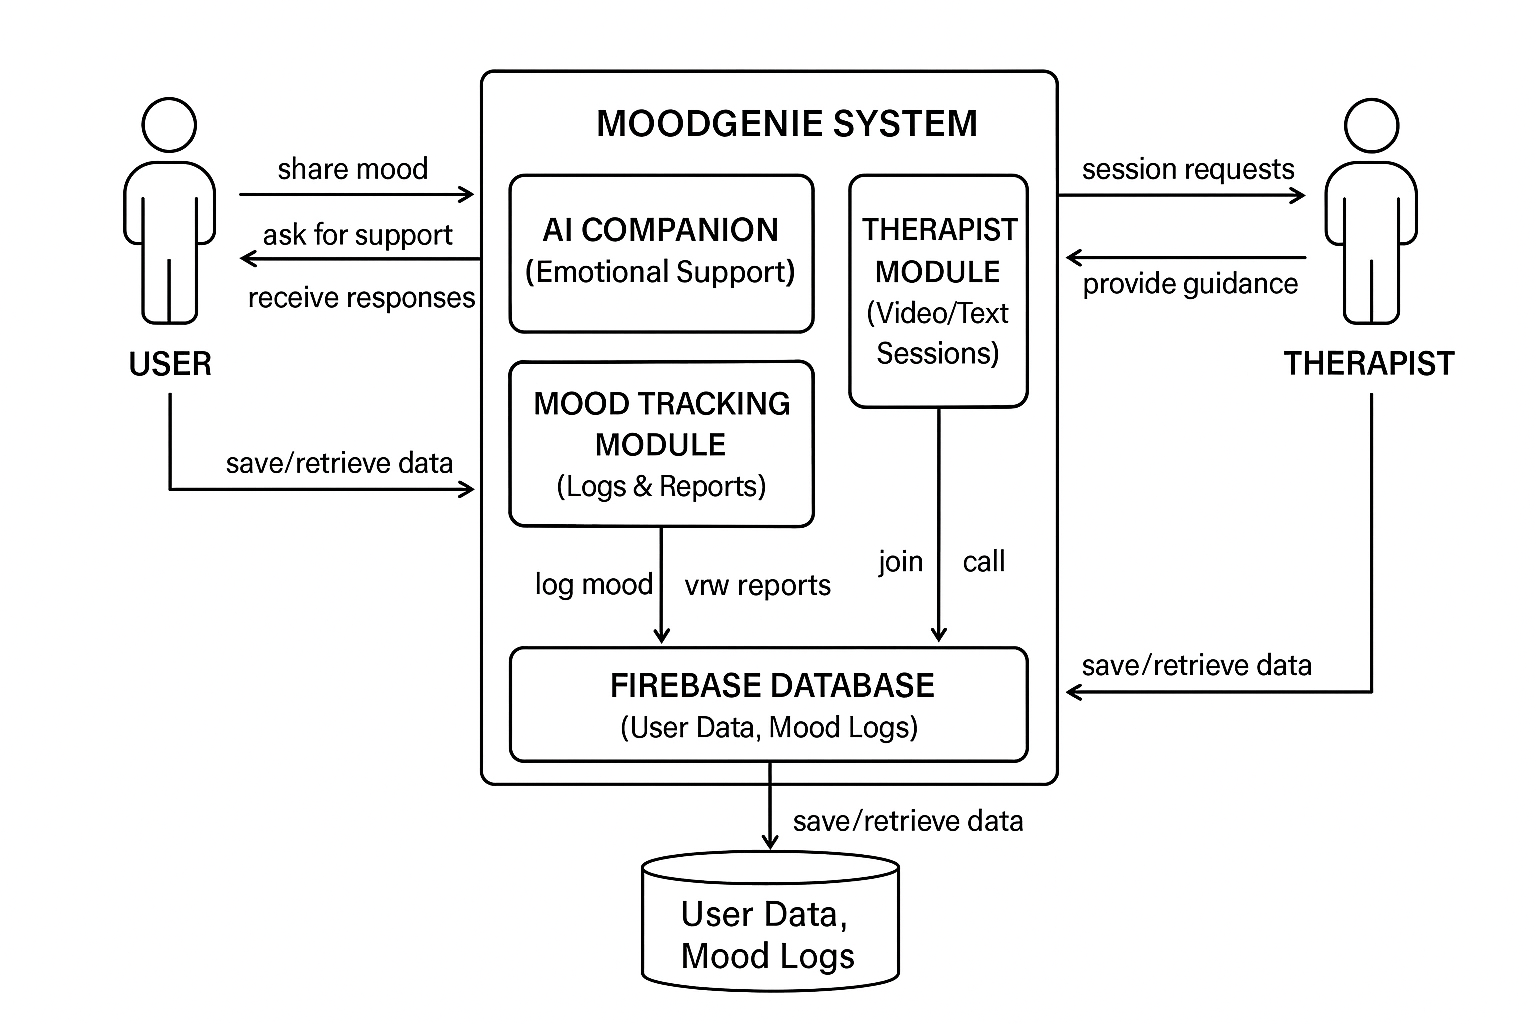 MOODGENIE SYSTEM
share mood
ask for support
receive responses
USER
save/retrieve data
AI COMPANION
(Emotional Support)
MOOD TRACKING
MODULE
(Logs & Reports)
THERAPIST
MODULE
(Video/Text
Sessions)
session requests
provide guidance
THERAPIST
log mood
vrw reports
join
call
FIREBASE DATABASE
(User Data, Mood Logs)
save/retrieve data
save/retrieve data
User Data,
Mood Logs